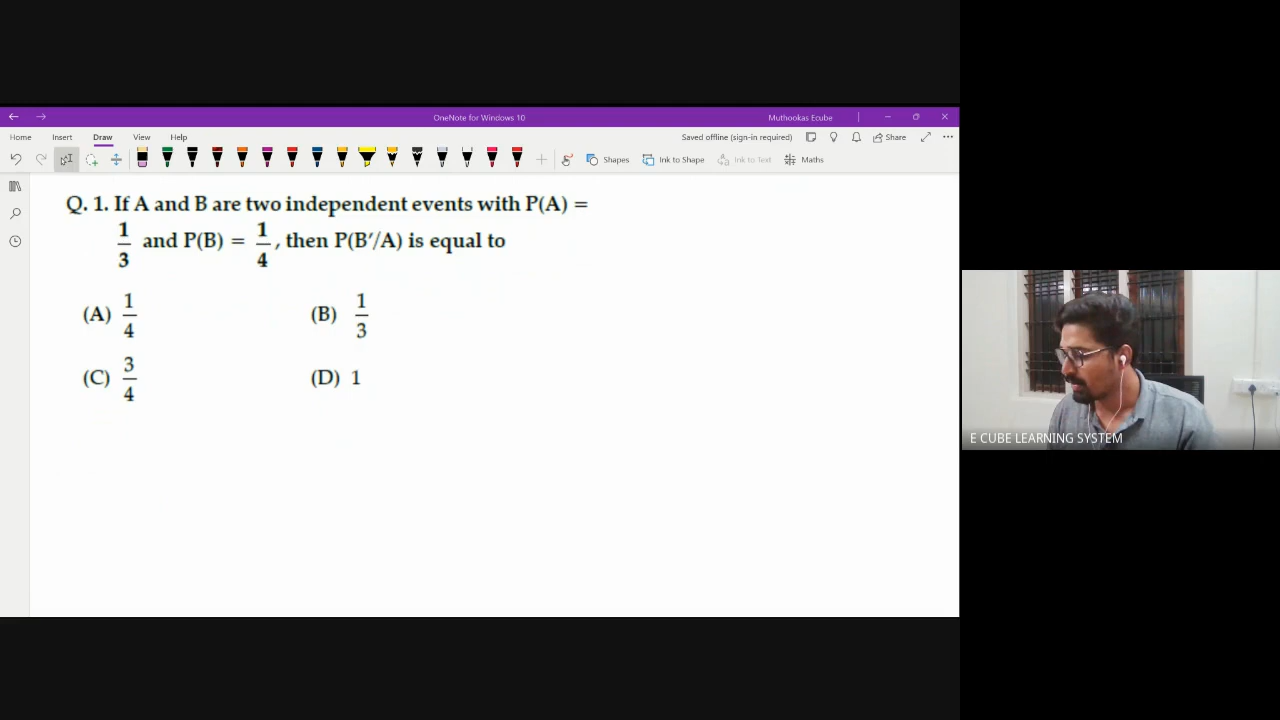 OneNote for Windows 10
Muthookas Ecube
Home Insert Draw View Help
Saved offline (sign-in required)
Share
Shapes
Ink to Shape
Ink to Text
Maths
Q. 1. If A and B are two independent events with P(A) =
1/3 and P(B) = 1/4, then P(B′/A) is equal to
(A) 1/4 (B) 1/3
(C) 3/4 (D) 1
E CUBE LEARNING SYSTEM